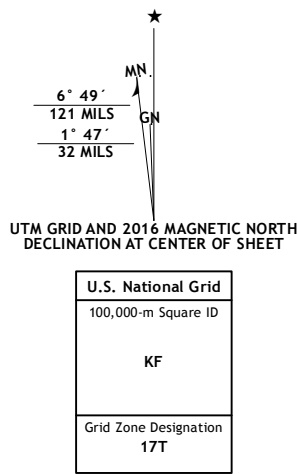 ★
MN
6° 49´
121 MILS
GN
1° 47´
32 MILS
UTM GRID AND 2016 MAGNETIC NORTH
DECLINATION AT CENTER OF SHEET
U.S. National Grid
100,000-m Square ID
KF
Grid Zone Designation
17T